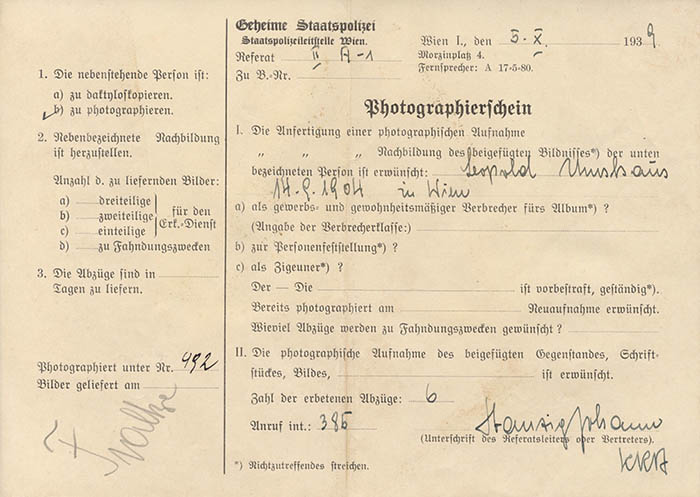 1. Die nebenstehende Person ist:
a) zu daktyloskopieren.
b) zu photographieren.
2. Nebenbezeichnete Nachbildung
ist herzustellen.
Anzahl d. zu liefernden Bilder:
a) dreiteilige
b) zweiteilige
c) einteilige
für den
Erk.-Dienst
d) zu Fahndungszwecken
3. Die Abzüge sind in
Tagen zu liefern.
Photographiert unter Nr. 492
Bilder geliefert am
Geheime Staatspolizei
Staatspolizeileitstelle Wien.
Referat II A-1
Zu B.-Nr.
Wien I., den 5. X. 1939
Morzinplatz 4.
Fernsprecher: A 17-5-80.
Photographierschein
I. Die Anfertigung einer photographischen Aufnahme
„ „ „ Nachbildung des beigefügten Bildnisses*) der unten
bezeichneten Person ist erwünscht: Leopold
14. 2. 1904 in Wien
a) als gewerbs- und gewohnheitsmäßiger Verbrecher fürs Album*) ?
(Angabe der Verbrecherklasse:)
b) zur Personenfeststellung*) ?
c) als Zigeuner*) ?
Der — Die ist vorbestraft, geständig*).
Bereits photographiert am Neuaufnahme erwünscht.
Wieviel Abzüge werden zu Fahndungszwecken gewünscht ?
II. Die photographische Aufnahme des beigefügten Gegenstandes, Schrift-
stückes, Bildes, ist erwünscht.
Zahl der erbetenen Abzüge: 6
Anruf int.: 385
(Unterschrift des Referatsleiters oder Vertreters).
*) Nichtzutreffendes streichen.